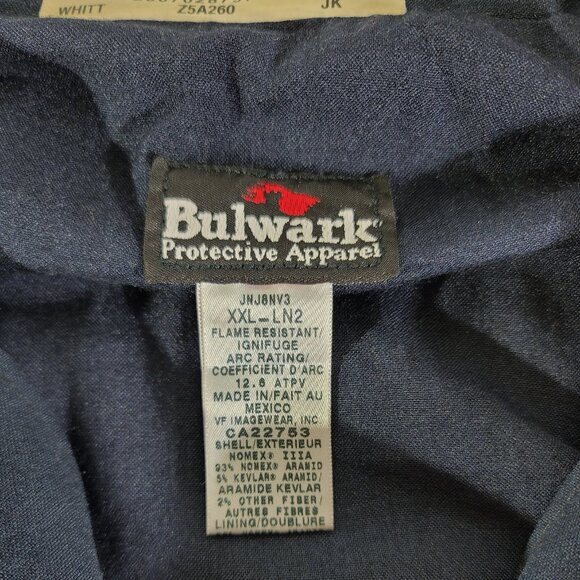 WHITT Z5A260 JK
Bulwark
Protective Apparel
JNJ8NV3
XXL-LN2
FLAME RESISTANT/
IGNIFUGE
ARC RATING/
COEFFICIENT D'ARC
12.6 ATPV
MADE IN/FAIT AU
MEXICO
VF IMAGEWEAR, INC
CA22753
SHELL/EXTERIEUR
NOMEX® IIIA
93% NOMEX® ARAMID
5% KEVLAR® ARAMID/
ARAMIDE KEVLAR
2% OTHER FIBER/
AUTRES FIBRES
LINING/DOUBLURE